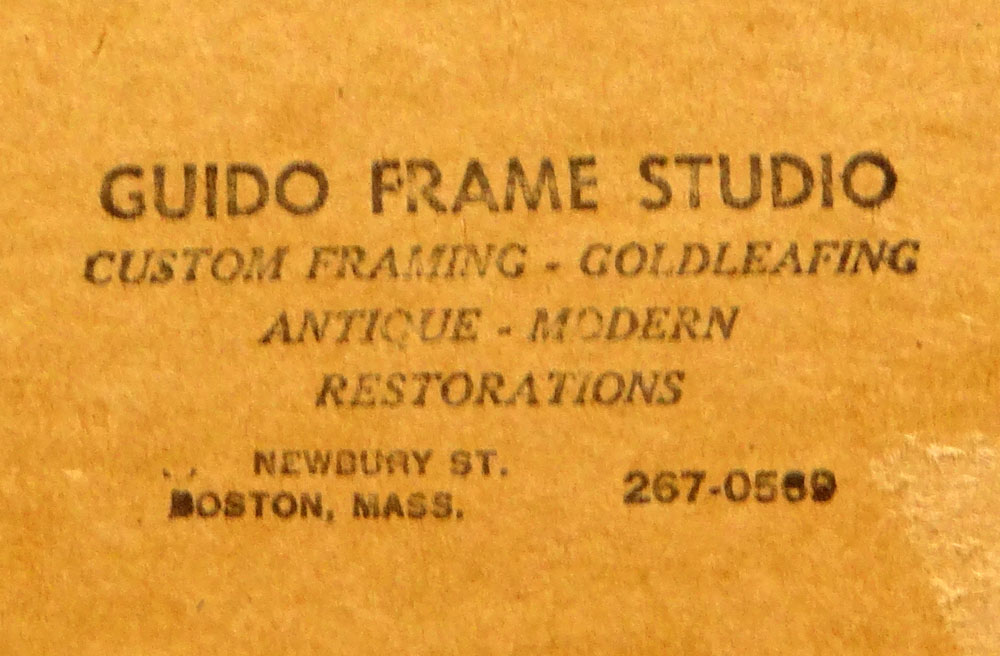 GUIDO FRAME STUDIO
CUSTOM FRAMING - GOLDLEAFING
ANTIQUE - MODERN
RESTORATIONS
NEWBURY ST.
BOSTON, MASS.
267-0569